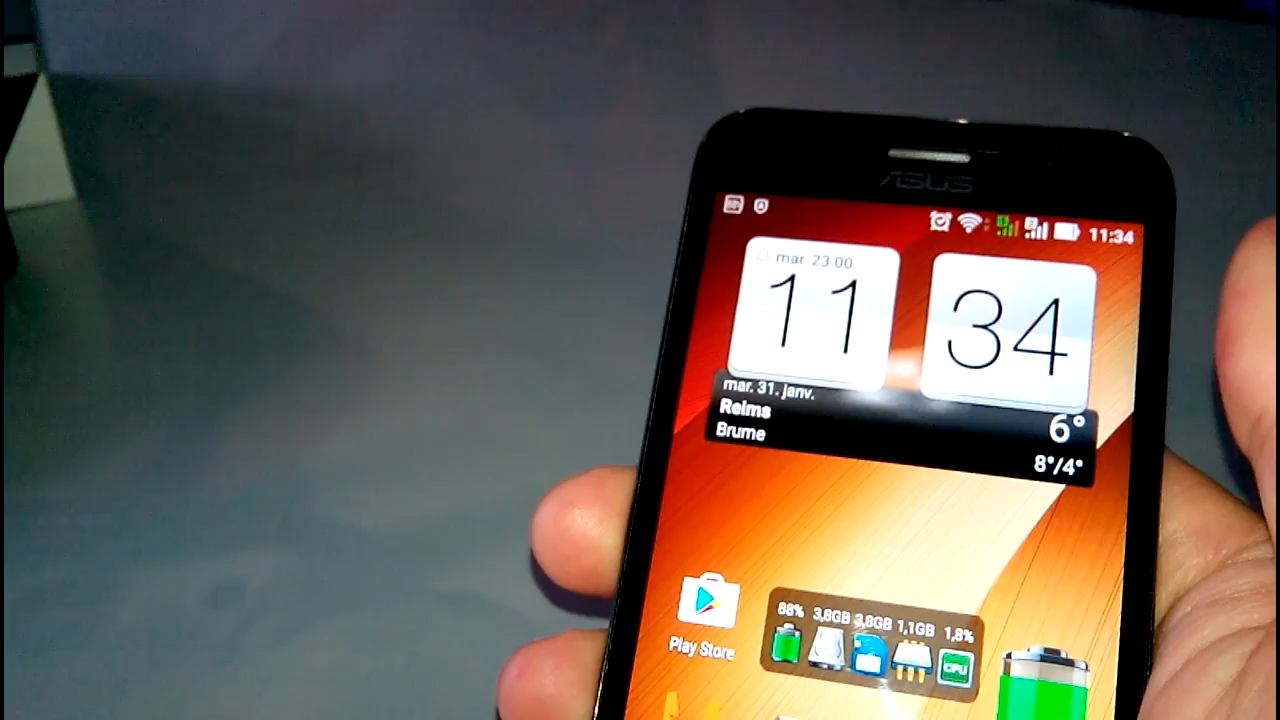 ASUS
11:34
mar 23 00
11 34
mar. 31. janv.
Reims
6°
Brume
8°/4°
88% 3,8GB 3,8GB 1,1GB 1,8%
CPU
Play Store